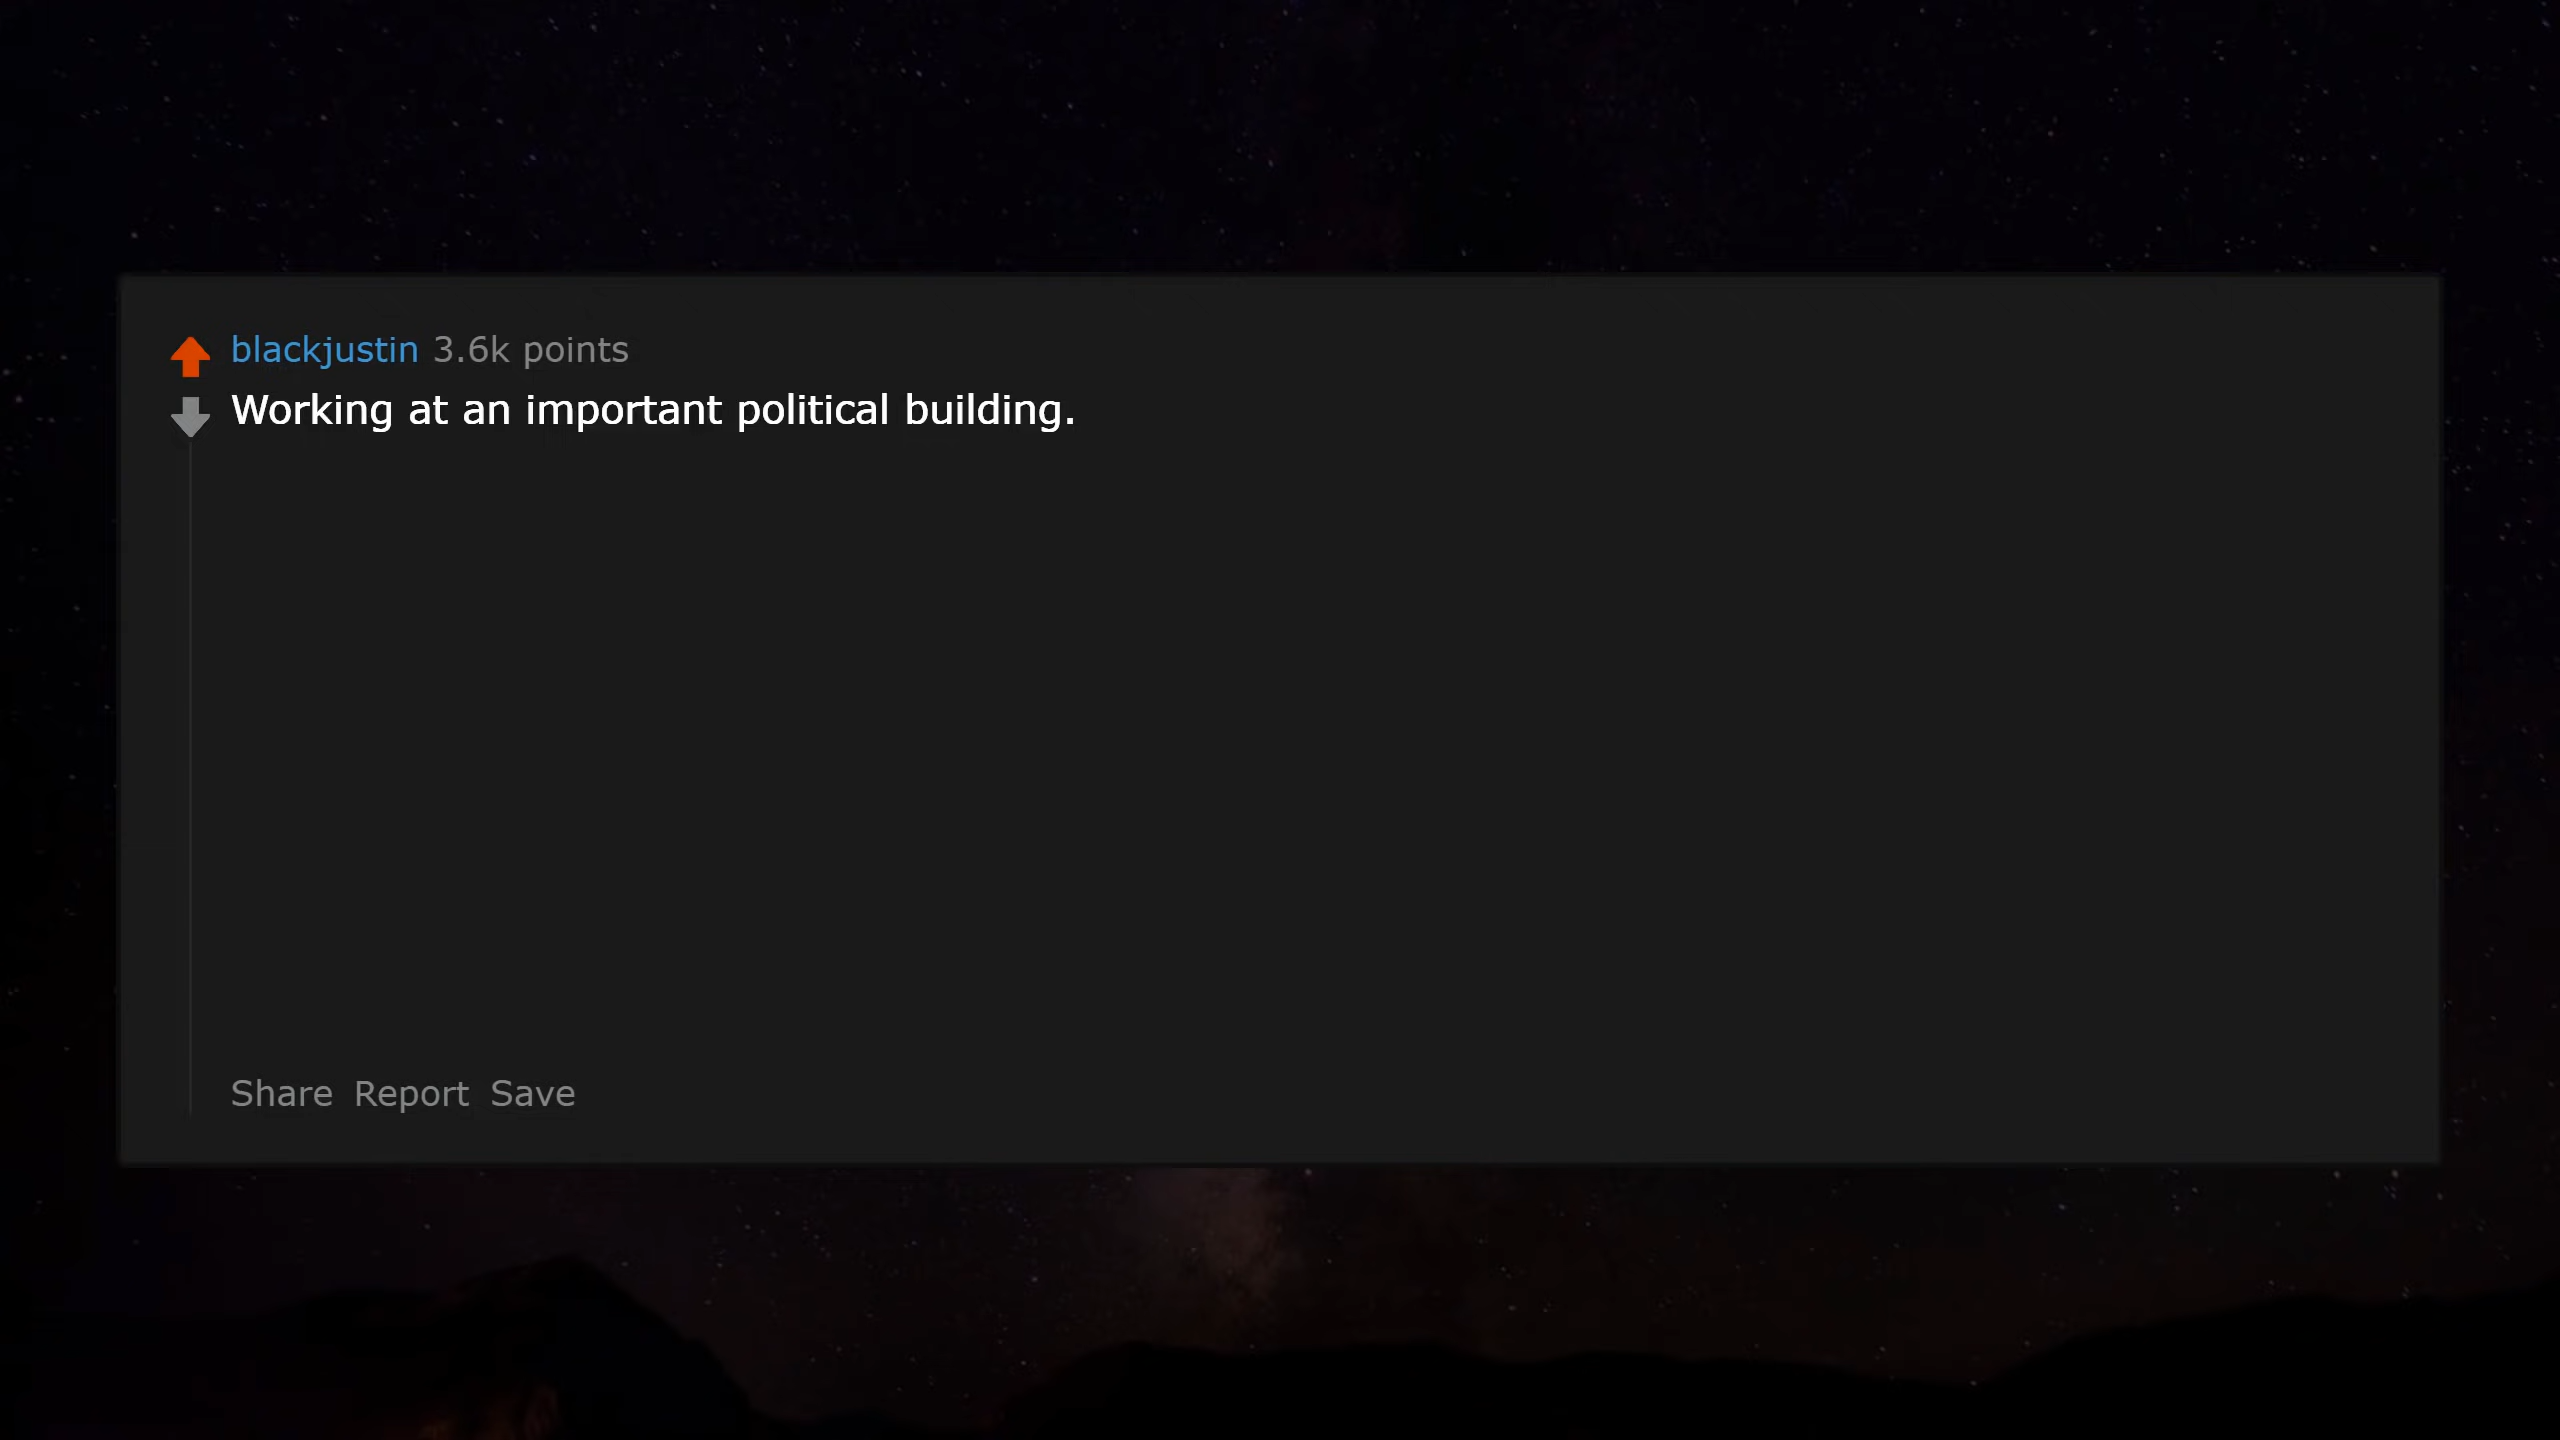 blackjustin 3.6k points
Working at an important political building.
Share Report Save